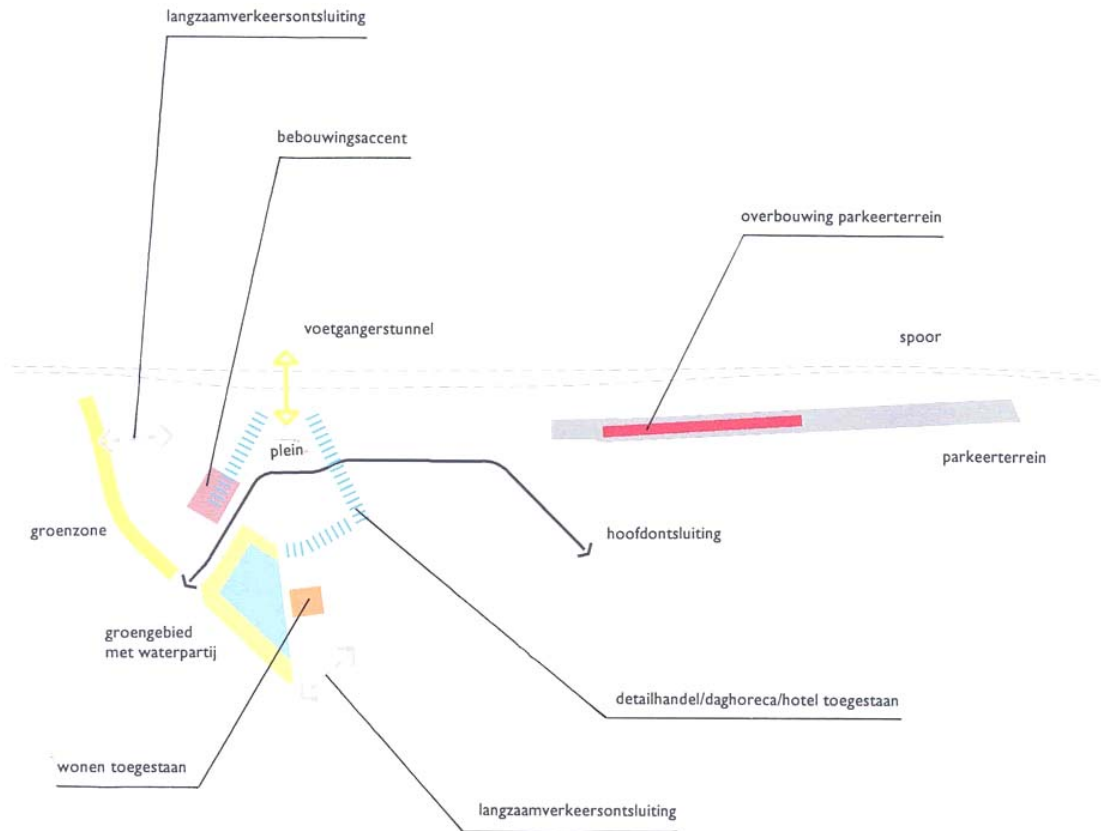 langzaamverkeersontsluiting
bebouwingsaccent
overbouwing parkeerterrein
voetgangerstunnel
spoor
plein
parkeerterrein
groenzone
hoofdontsluiting
groengebied
met waterpartij
detailhandel/daghoreca/hotel toegestaan
wonen toegestaan
langzaamverkeersontsluiting